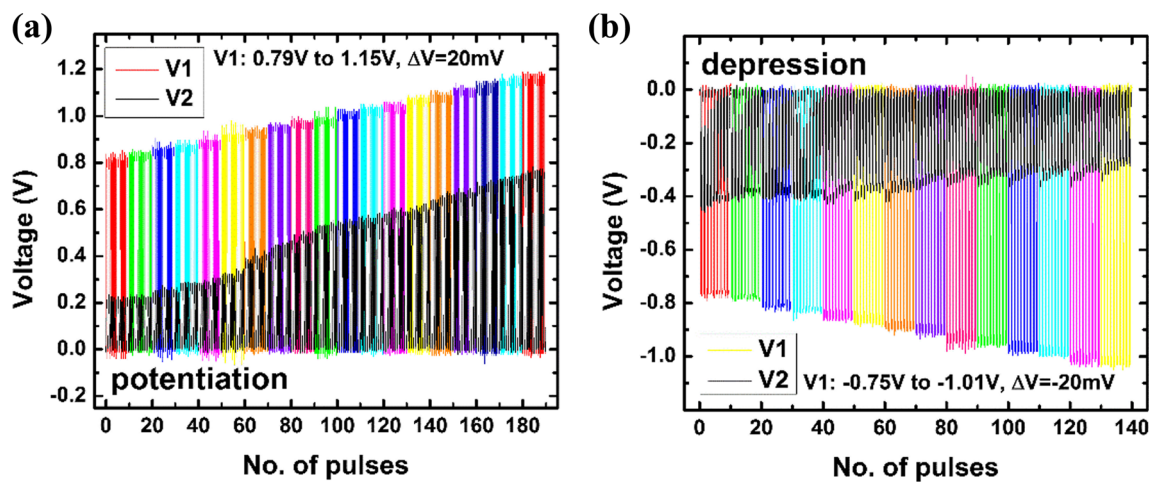 (a)
V1: 0.79V to 1.15V, ΔV=20mV
V1
V2
potentiation
Voltage (V)
1.2
1.0
0.8
0.6
0.4
0.2
0.0
-0.2
0 20 40 60 80 100 120 140 160 180
No. of pulses
(b)
depression
V1
V2
V1: -0.75V to -1.01V, ΔV=-20mV
Voltage (V)
0.0
-0.2
-0.4
-0.6
-0.8
-1.0
0 20 40 60 80 100 120 140
No. of pulses